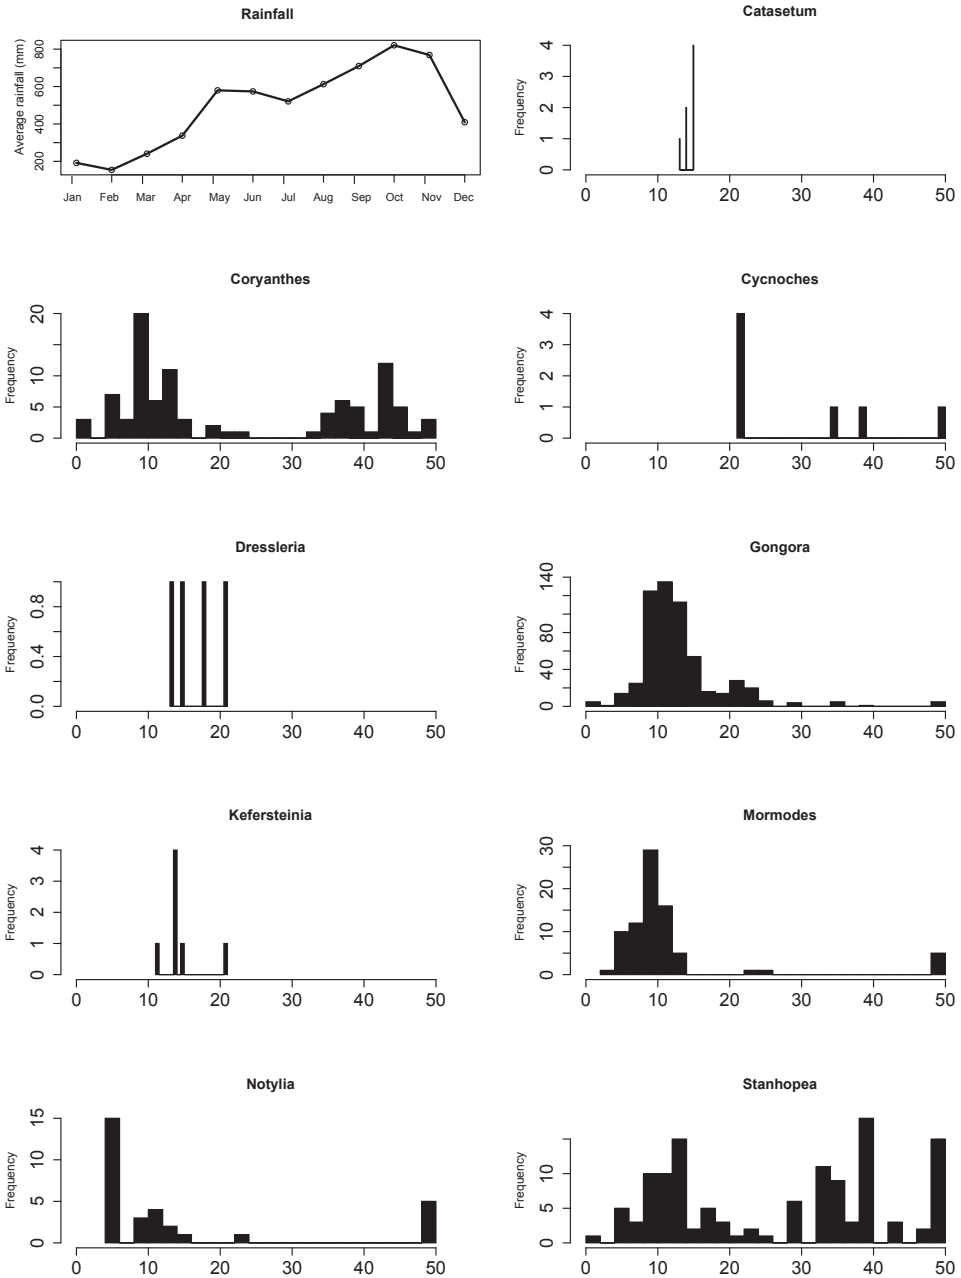 Rainfall
Average rainfall (mm)
800
600
400
200
Jan Feb Mar Apr May Jun Jul Aug Sep Oct Nov Dec
Catasetum
Frequency
4
3
2
1
0
0 10 20 30 40 50
Coryanthes
Frequency
20
10
5
0
0 10 20 30 40 50
Cycnoches
Frequency
4
3
2
1
0
0 10 20 30 40 50
Dressleria
Frequency
0.8
0.4
0.0
0 10 20 30 40 50
Gongora
Frequency
140
80
40
0
0 10 20 30 40 50
Kefersteinia
Frequency
4
3
2
1
0
0 10 20 30 40 50
Mormodes
Frequency
30
20
10
0
0 10 20 30 40 50
Notylia
Frequency
15
10
5
0
0 10 20 30 40 50
Stanhopea
Frequency
10
5
0
0 10 20 30 40 50